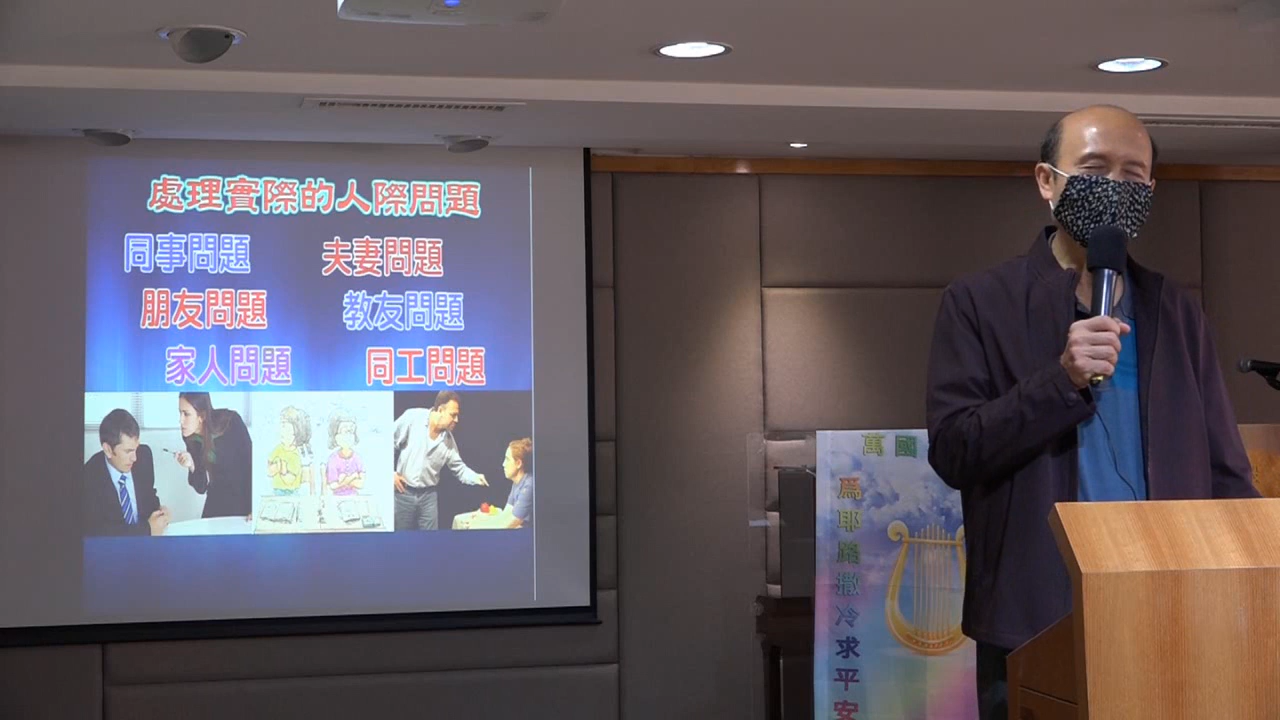 處理實際的人際問題
同事問題 夫妻問題
朋友問題 教友問題
家人問題 同工問題
萬國
為耶路撒冷求平安